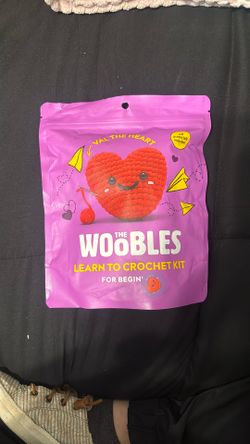 VAL THE HEART
THE
WOOBLES
LEARN TO CROCHET KIT
FOR BEGIN